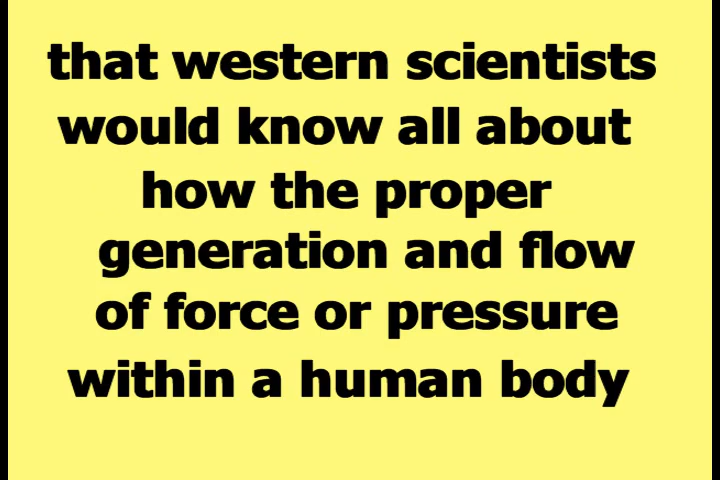 that western scientists
would know all about
how the proper
generation and flow
of force or pressure
within a human body